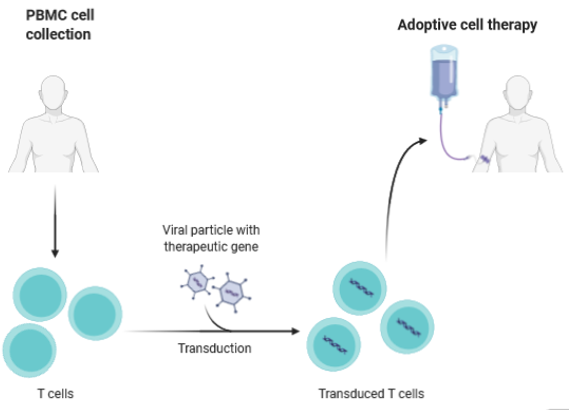 PBMC cell
collection
Adoptive cell therapy
Viral particle with
therapeutic gene
Transduction
T cells
Transduced T cells